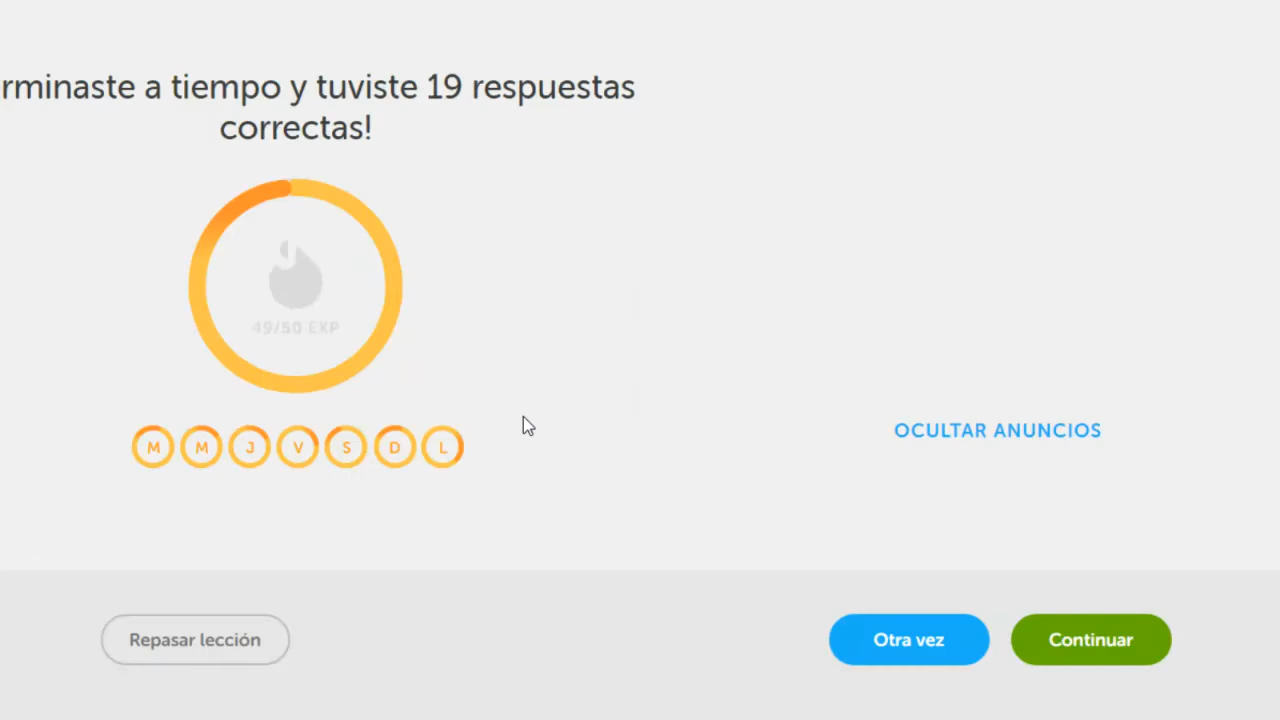 rminaste a tiempo y tuviste 19 respuestas
correctas!
49/50 EXP
M M J V S D L
OCULTAR ANUNCIOS
Repasar lección
Otra vez
Continuar